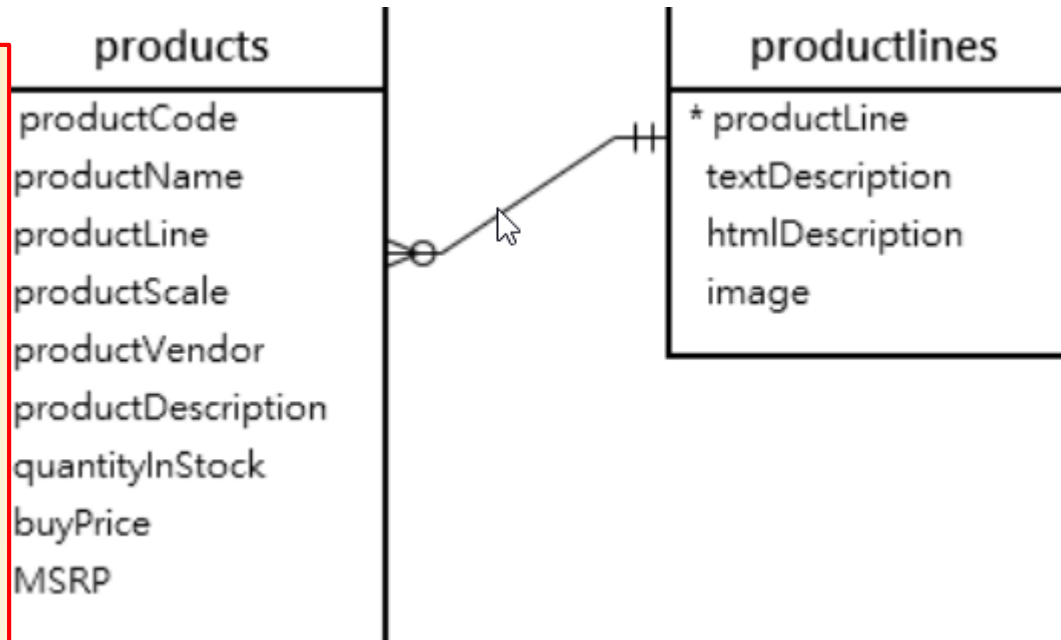 products
productCode
productName
productLine
productScale
productVendor
productDescription
quantityInStock
buyPrice
MSRP
productlines
* productLine
textDescription
htmlDescription
image